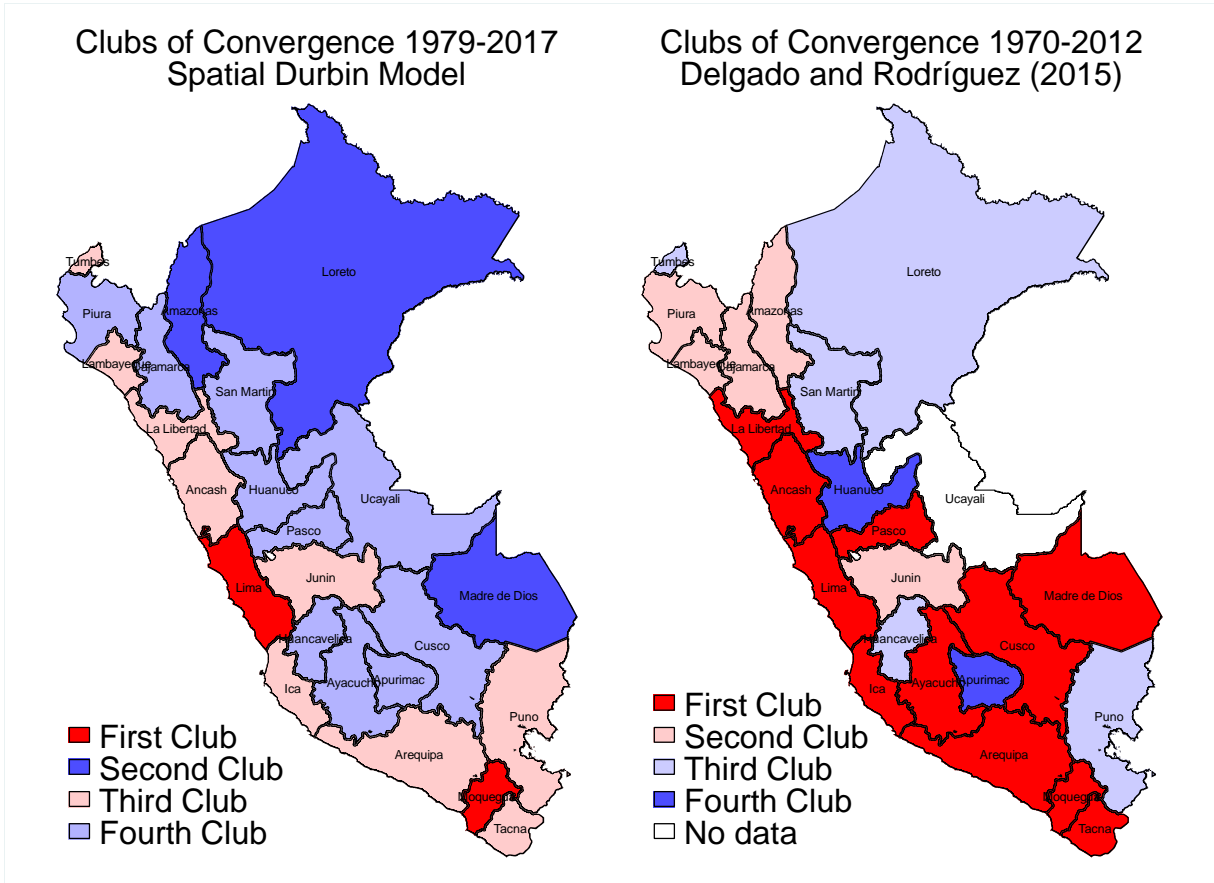 Clubs of Convergence 1979-2017
Spatial Durbin Model
Tumbes
Piura
Lambayeque
Cajamarca
Amazonas
Loreto
San Martin
La Libertad
Ancash
Huanuco
Ucayali
Pasco
Junin
Lima
Madre de Dios
Huancavelica
Cusco
Ica
Ayacucho
Apurimac
Puno
Arequipa
Moquegua
Tacna
First Club
Second Club
Third Club
Fourth Club
Clubs of Convergence 1970-2012
Delgado and Rodríguez (2015)
Tumbes
Piura
Lambayeque
Cajamarca
Amazonas
Loreto
San Martin
La Libertad
Ancash
Huanuco
Ucayali
Pasco
Junin
Lima
Madre de Dios
Huancavelica
Cusco
Ica
Ayacucho
Apurimac
Puno
Arequipa
Moquegua
Tacna
First Club
Second Club
Third Club
Fourth Club
No data